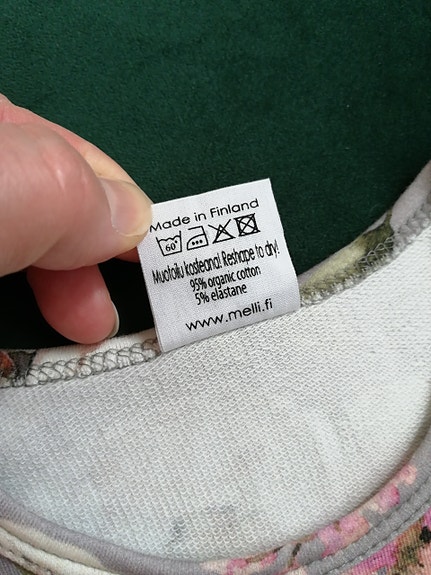 Made in Finland
60°
Muotoilu kosteana! Reshape to dry!
95% organic cotton
5% elastane
www.melli.fi